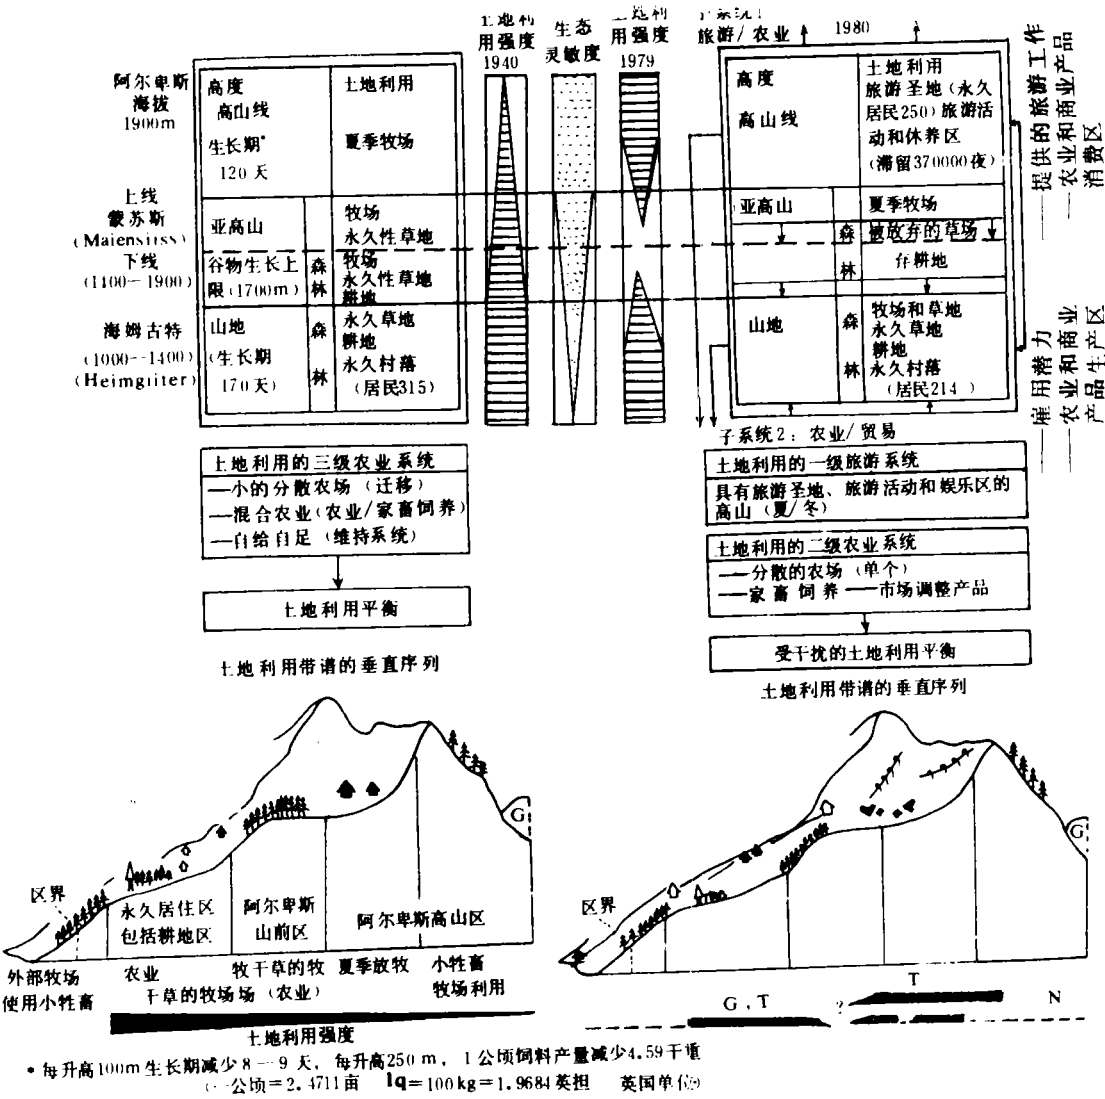 土地利
用强度
1940
生态
灵敏度
土地利
用强度
1979
子系统1
旅游/农业
1980
阿尔卑斯
海拔
1900m
上线
蒙苏斯
(Maiensitss)
下线
(1400-1900)
海姆古特
(1000--1400)
(Heimgiiter)
高度
高山线
生长期*
120天
土地利用
夏季牧场
亚高山
牧场
永久性草地
谷物生长上
限(1700m)
森
林
牧场
永久性草地
耕地
山地
(生长期
170天)
森
林
永久草地
耕地
永久村落
(居民315)
高度
高山线
土地利用
旅游圣地(永久
居民250)旅游活
动和休养区
(滞留370000夜)
亚高山
森
林
夏季牧场
被放弃的草场
弃耕地
山地
森
林
牧场和草地
永久草地
耕地
永久村落
(居民214)
——提供的旅游工作
——农业和商业产品
消费区
——雇用潜力
——农业和商业
产品生产区
土地利用的三级农业系统
—小的分散农场(迁移)
—混合农业(农业/家畜饲养)
—自给自足(维持系统)
土地利用平衡
土地利用带谱的垂直序列
子系统2:农业/贸易
土地利用的一级旅游系统
具有旅游圣地、旅游活动和娱乐区的
高山(夏/冬)
土地利用的二级农业系统
——分散的农场(单个)
——家畜饲养——市场调整产品
受干扰的土地利用平衡
土地利用带谱的垂直序列
G
区界
永久居住区
包括耕地区
阿尔卑斯
山前区
阿尔卑斯高山区
外部牧场
使用小牲畜
农业
牧干草的牧
干草的牧场场(农业)
夏季放牧
小牲畜
牧场利用
土地利用强度
G
区界
G,T
?
T
N
*每升高100m生长期减少8—9天,每升高250m,1公顷饲料产量减少4.59干重
(一公顷=2.4711亩 1q=100kg=1.9684英担 英国单位)